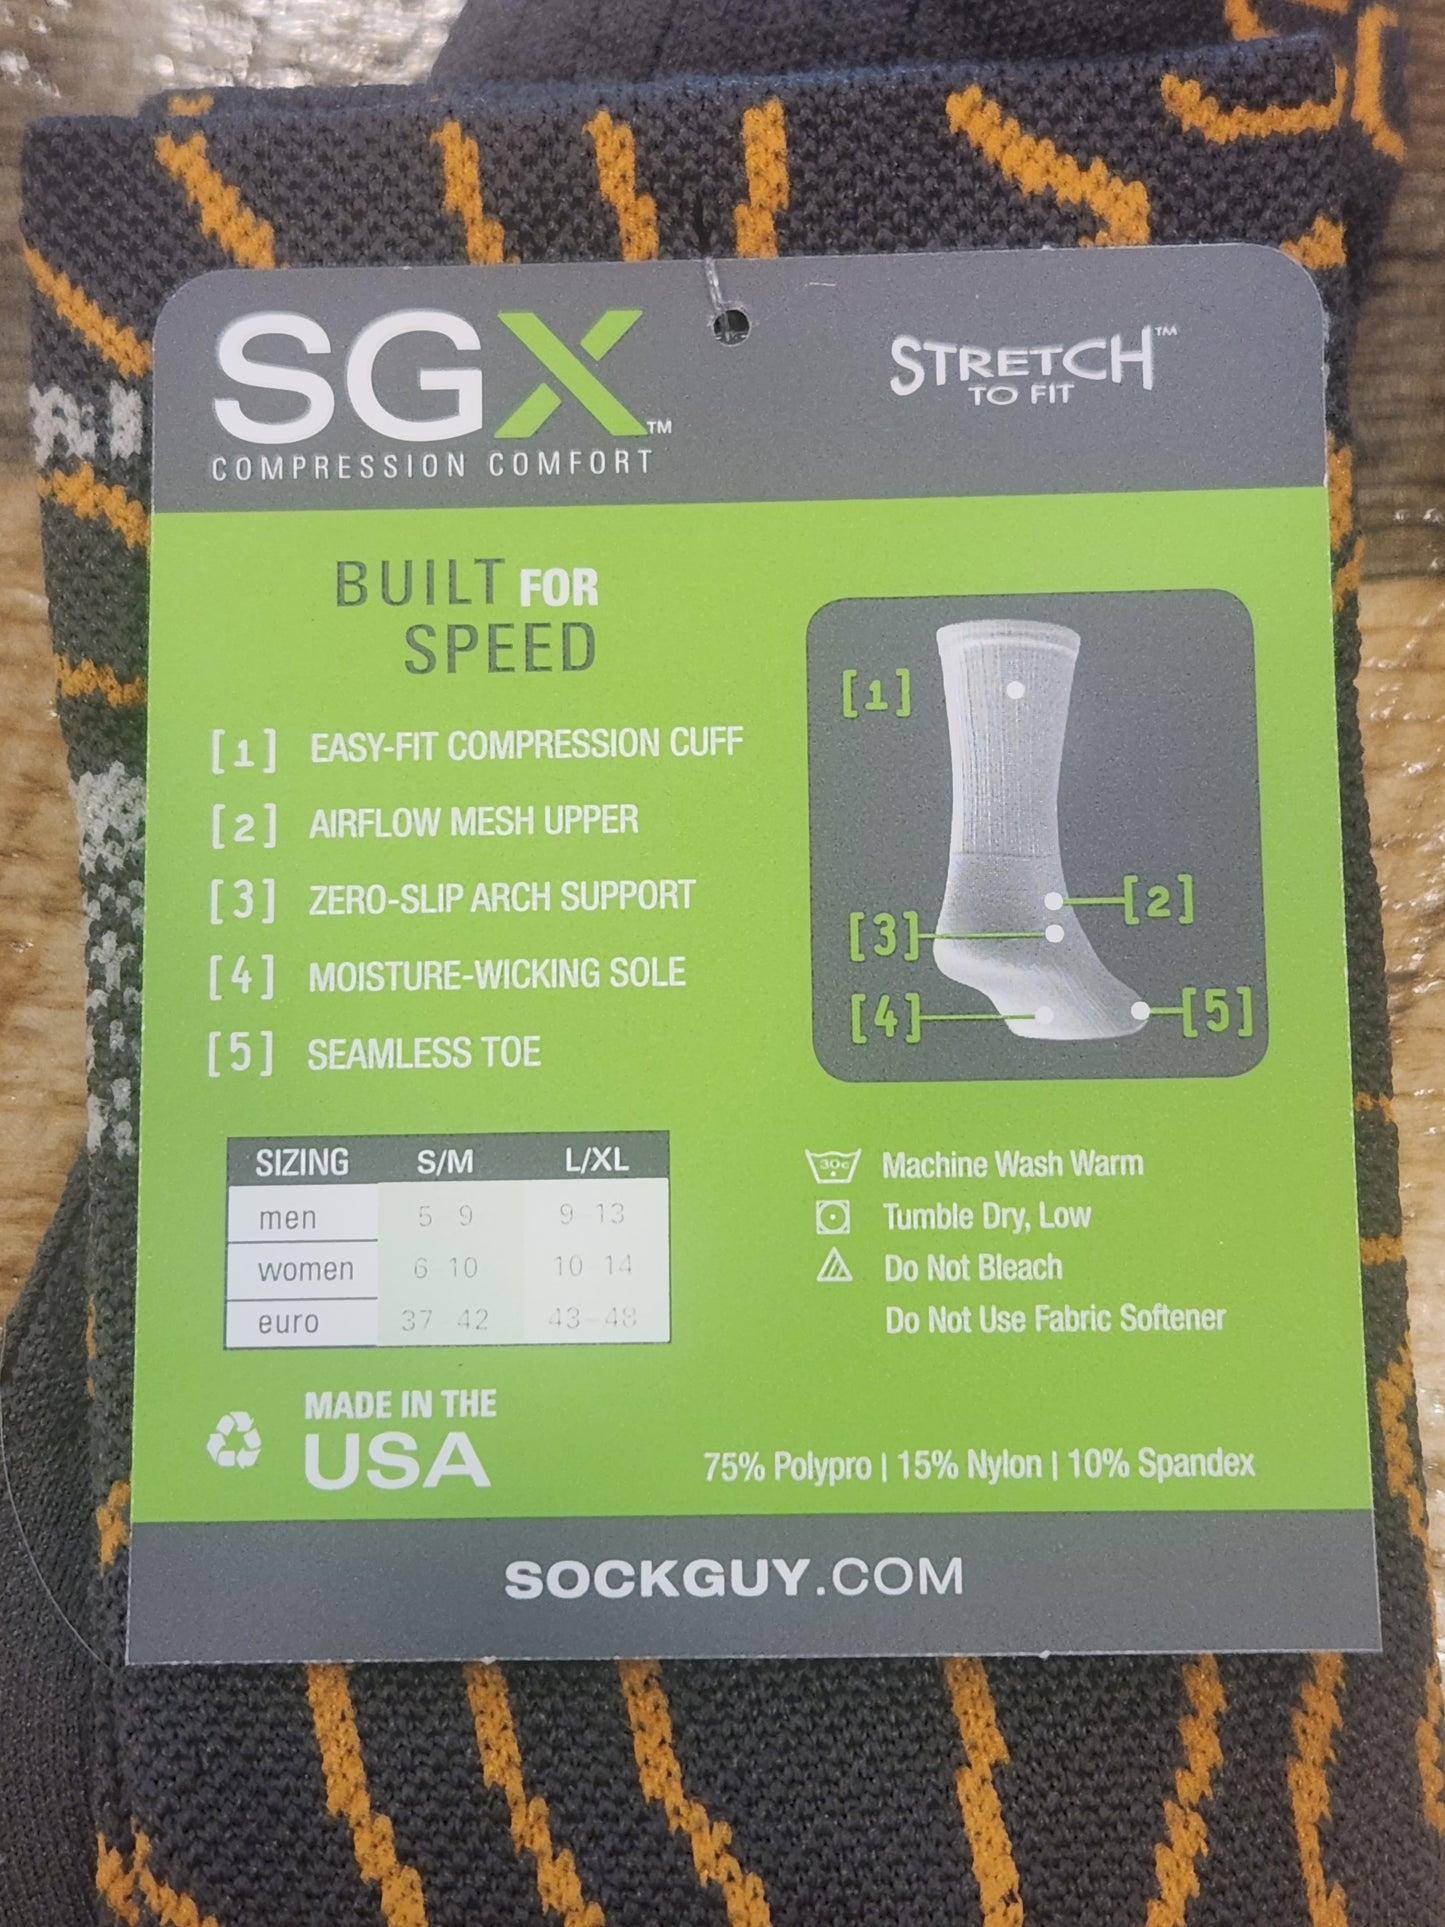 SGX™
COMPRESSION COMFORT
STRETCH™
TO FIT
BUILT FOR
SPEED
[1] EASY-FIT COMPRESSION CUFF
[2] AIRFLOW MESH UPPER
[3] ZERO-SLIP ARCH SUPPORT
[4] MOISTURE-WICKING SOLE
[5] SEAMLESS TOE
[1]
[2]
[3]
[4]
[5]
SIZING S/M L/XL
men 5-9 9-13
women 6-10 10-14
euro 37-42 43-48
30c Machine Wash Warm
Tumble Dry, Low
Do Not Bleach
Do Not Use Fabric Softener
MADE IN THE
USA
75% Polypro | 15% Nylon | 10% Spandex
SOCKGUY.COM